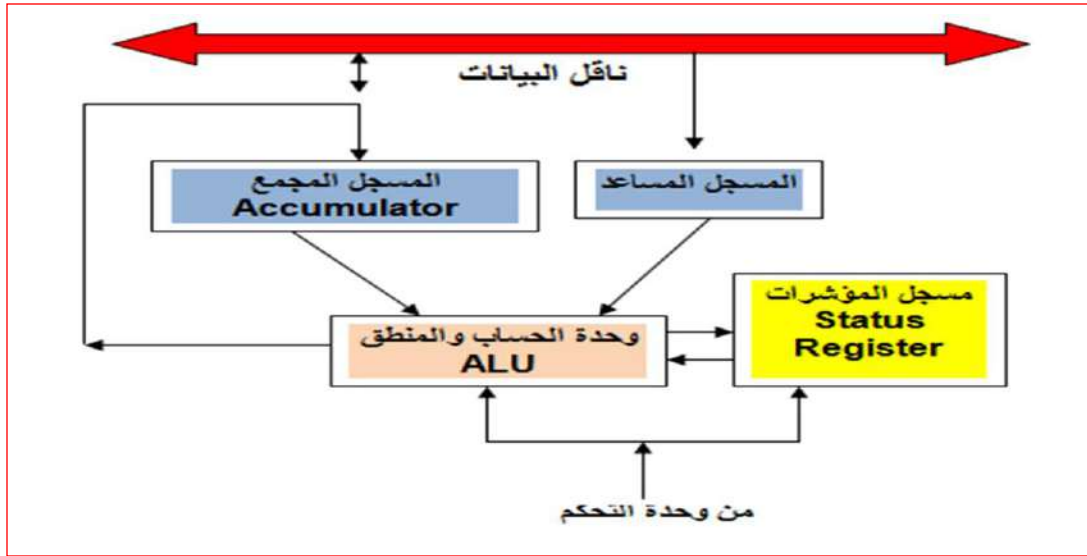 ناقل البيانات
المسجل المجمع
Accumulator
المسجل المساعد
مسجل المؤشرات
Status
Register
وحدة الحساب والمنطق
ALU
من وحدة التحكم